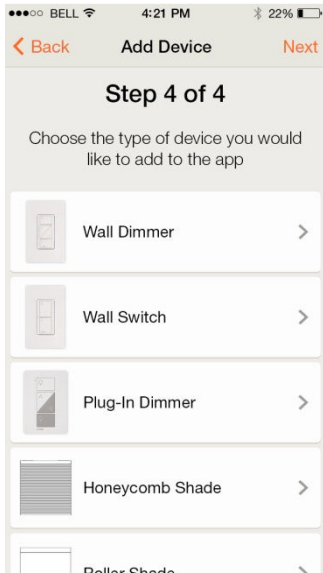 BELL 4:21 PM 22%
Back Add Device Next
Step 4 of 4
Choose the type of device you would
like to add to the app
Wall Dimmer
Wall Switch
Plug-In Dimmer
Honeycomb Shade
Roller Shade